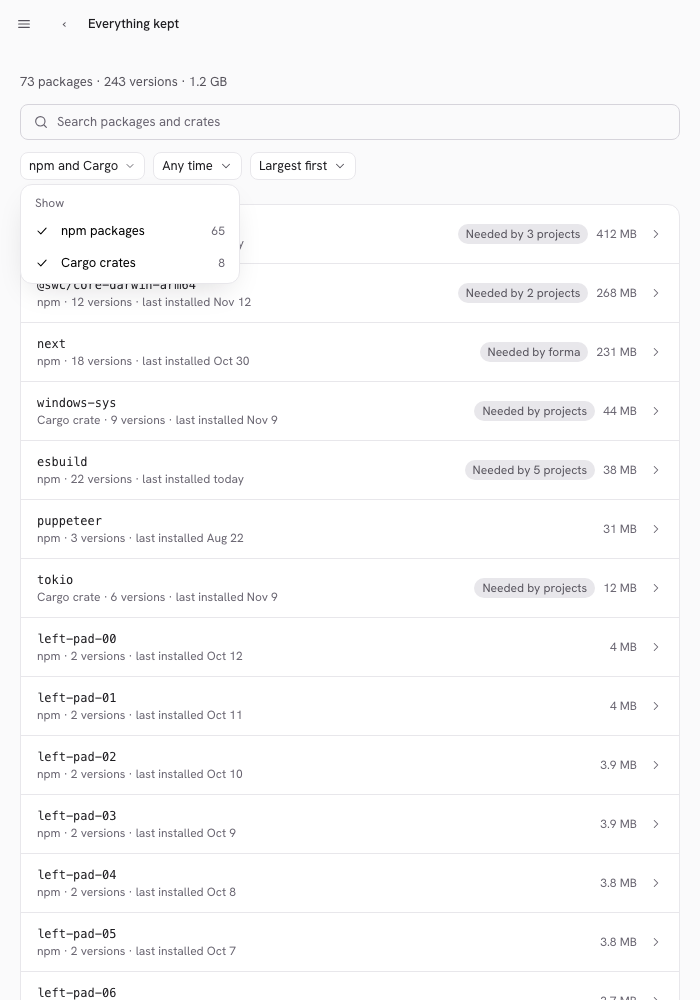 Everything kept
73 packages · 243 versions · 1.2 GB
Search packages and crates
npm and Cargo
Any time
Largest first
Show
npm packages 65
Cargo crates 8
Needed by 3 projects 412 MB
@swc/core-darwin-arm64
npm · 12 versions · last installed Nov 12
Needed by 2 projects 268 MB
next
npm · 18 versions · last installed Oct 30
Needed by forma 231 MB
windows-sys
Cargo crate · 9 versions · last installed Nov 9
Needed by projects 44 MB
esbuild
npm · 22 versions · last installed today
Needed by 5 projects 38 MB
puppeteer
npm · 3 versions · last installed Aug 22
31 MB
tokio
Cargo crate · 6 versions · last installed Nov 9
Needed by projects 12 MB
left-pad-00
npm · 2 versions · last installed Oct 12
4 MB
left-pad-01
npm · 2 versions · last installed Oct 11
4 MB
left-pad-02
npm · 2 versions · last installed Oct 10
3.9 MB
left-pad-03
npm · 2 versions · last installed Oct 9
3.9 MB
left-pad-04
npm · 2 versions · last installed Oct 8
3.8 MB
left-pad-05
npm · 2 versions · last installed Oct 7
3.8 MB
left-pad-06